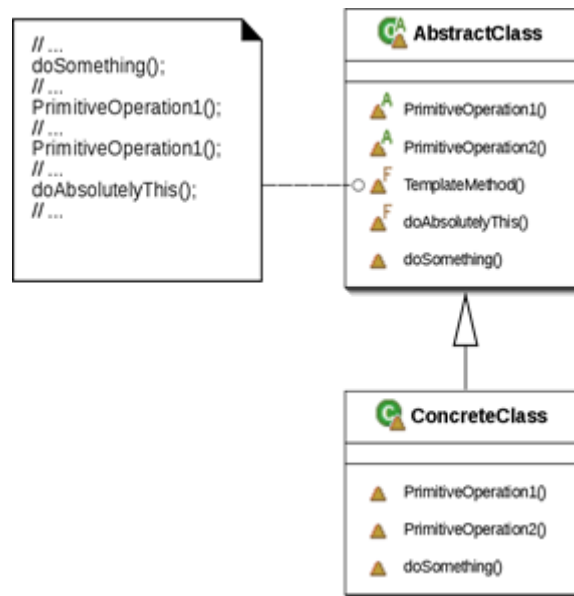 // ...
doSomething();
// ...
PrimitiveOperation1();
// ...
PrimitiveOperation1();
// ...
doAbsolutelyThis();
// ...
C A AbstractClass
A PrimitiveOperation1()
A PrimitiveOperation2()
F TemplateMethod()
F doAbsolutelyThis()
doSomething()
C ConcreteClass
PrimitiveOperation1()
PrimitiveOperation2()
doSomething()